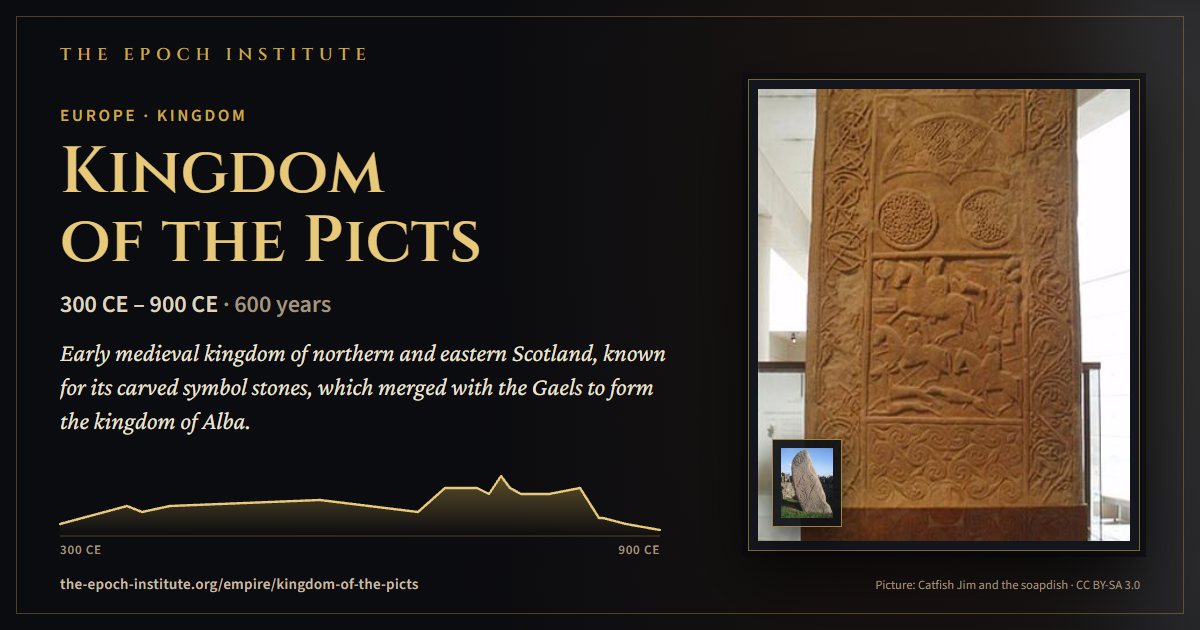 THE EPOCH INSTITUTE
EUROPE · KINGDOM
KINGDOM
OF THE PICTS
300 CE – 900 CE · 600 years
Early medieval kingdom of northern and eastern Scotland, known
for its carved symbol stones, which merged with the Gaels to form
the kingdom of Alba.
300 CE
900 CE
the-epoch-institute.org/empire/kingdom-of-the-picts
Picture: Catfish Jim and the soapdish · CC BY-SA 3.0